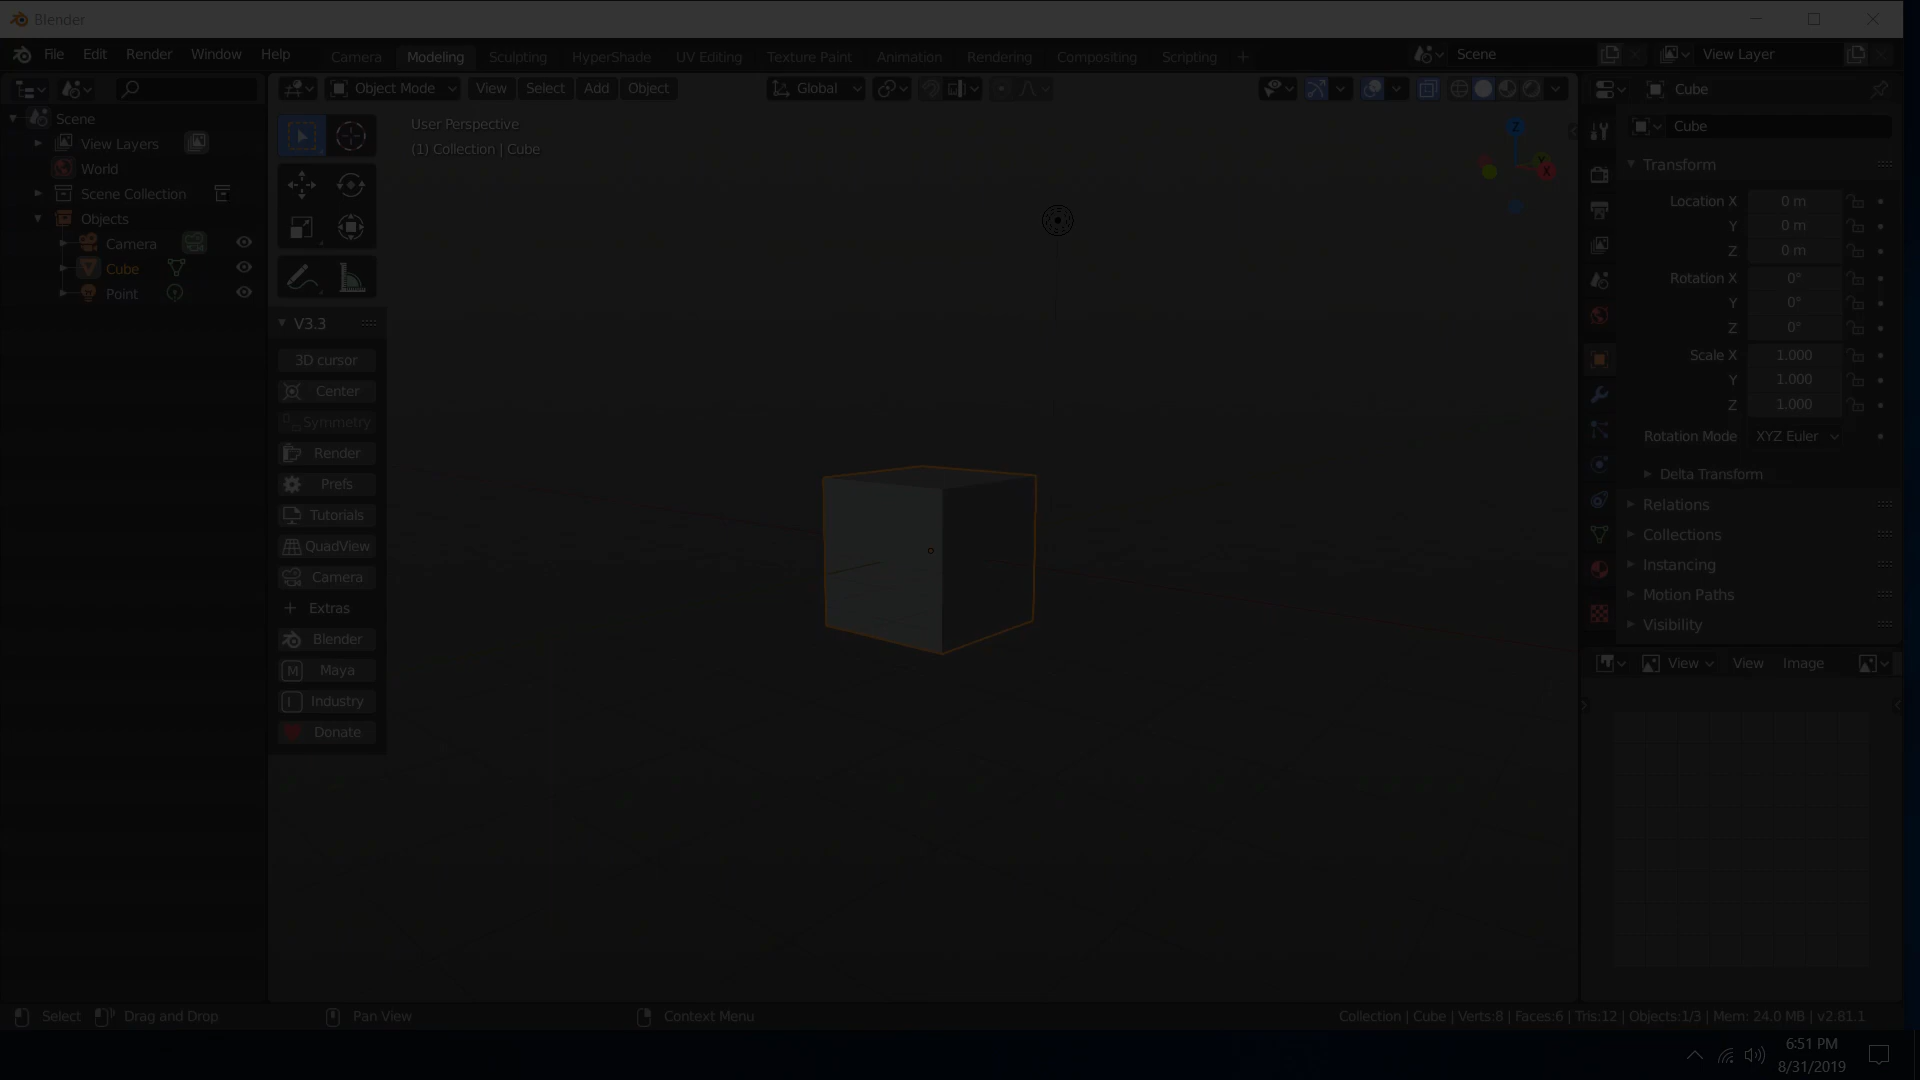 Blender
File Edit Render Window Help
Camera Modeling Sculpting HyperShade UV Editing Texture Paint Animation Rendering Compositing Scripting +
Scene
View Layer
Object Mode View Select Add Object
Global
Scene
View Layers
World
Scene Collection
Objects
Camera
Cube
Point
User Perspective
(1) Collection | Cube
Z
Y
X
V3.3
3D cursor
Center
Symmetry
Render
Prefs
Tutorials
QuadView
Camera
Extras
Blender
M Maya
I Industry
Donate
Cube
Cube
Transform
Location X 0 m
Y 0 m
Z 0 m
Rotation X 0°
Y 0°
Z 0°
Scale X 1.000
Y 1.000
Z 1.000
Rotation Mode XYZ Euler
Delta Transform
Relations
Collections
Instancing
Motion Paths
Visibility
View View Image
Select Drag and Drop Pan View Context Menu
Collection | Cube | Verts:8 | Faces:6 | Tris:12 | Objects:1/3 | Mem: 24.0 MB | v2.81.1
6:51 PM
8/31/2019